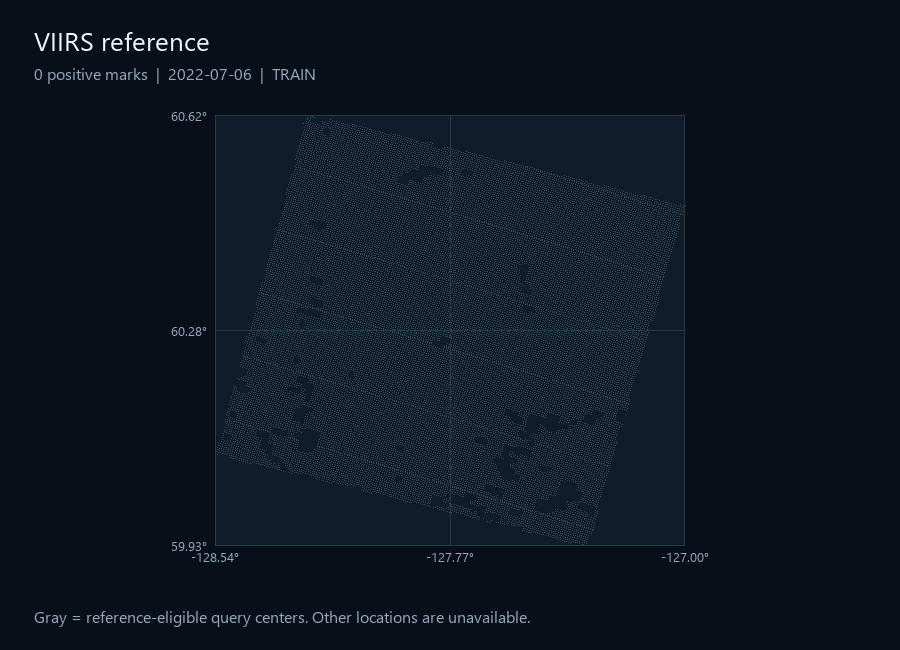 VIIRS reference
0 positive marks | 2022-07-06 | TRAIN
60.62°
60.28°
59.93°
-128.54°
-127.77°
-127.00°
Gray = reference-eligible query centers. Other locations are unavailable.